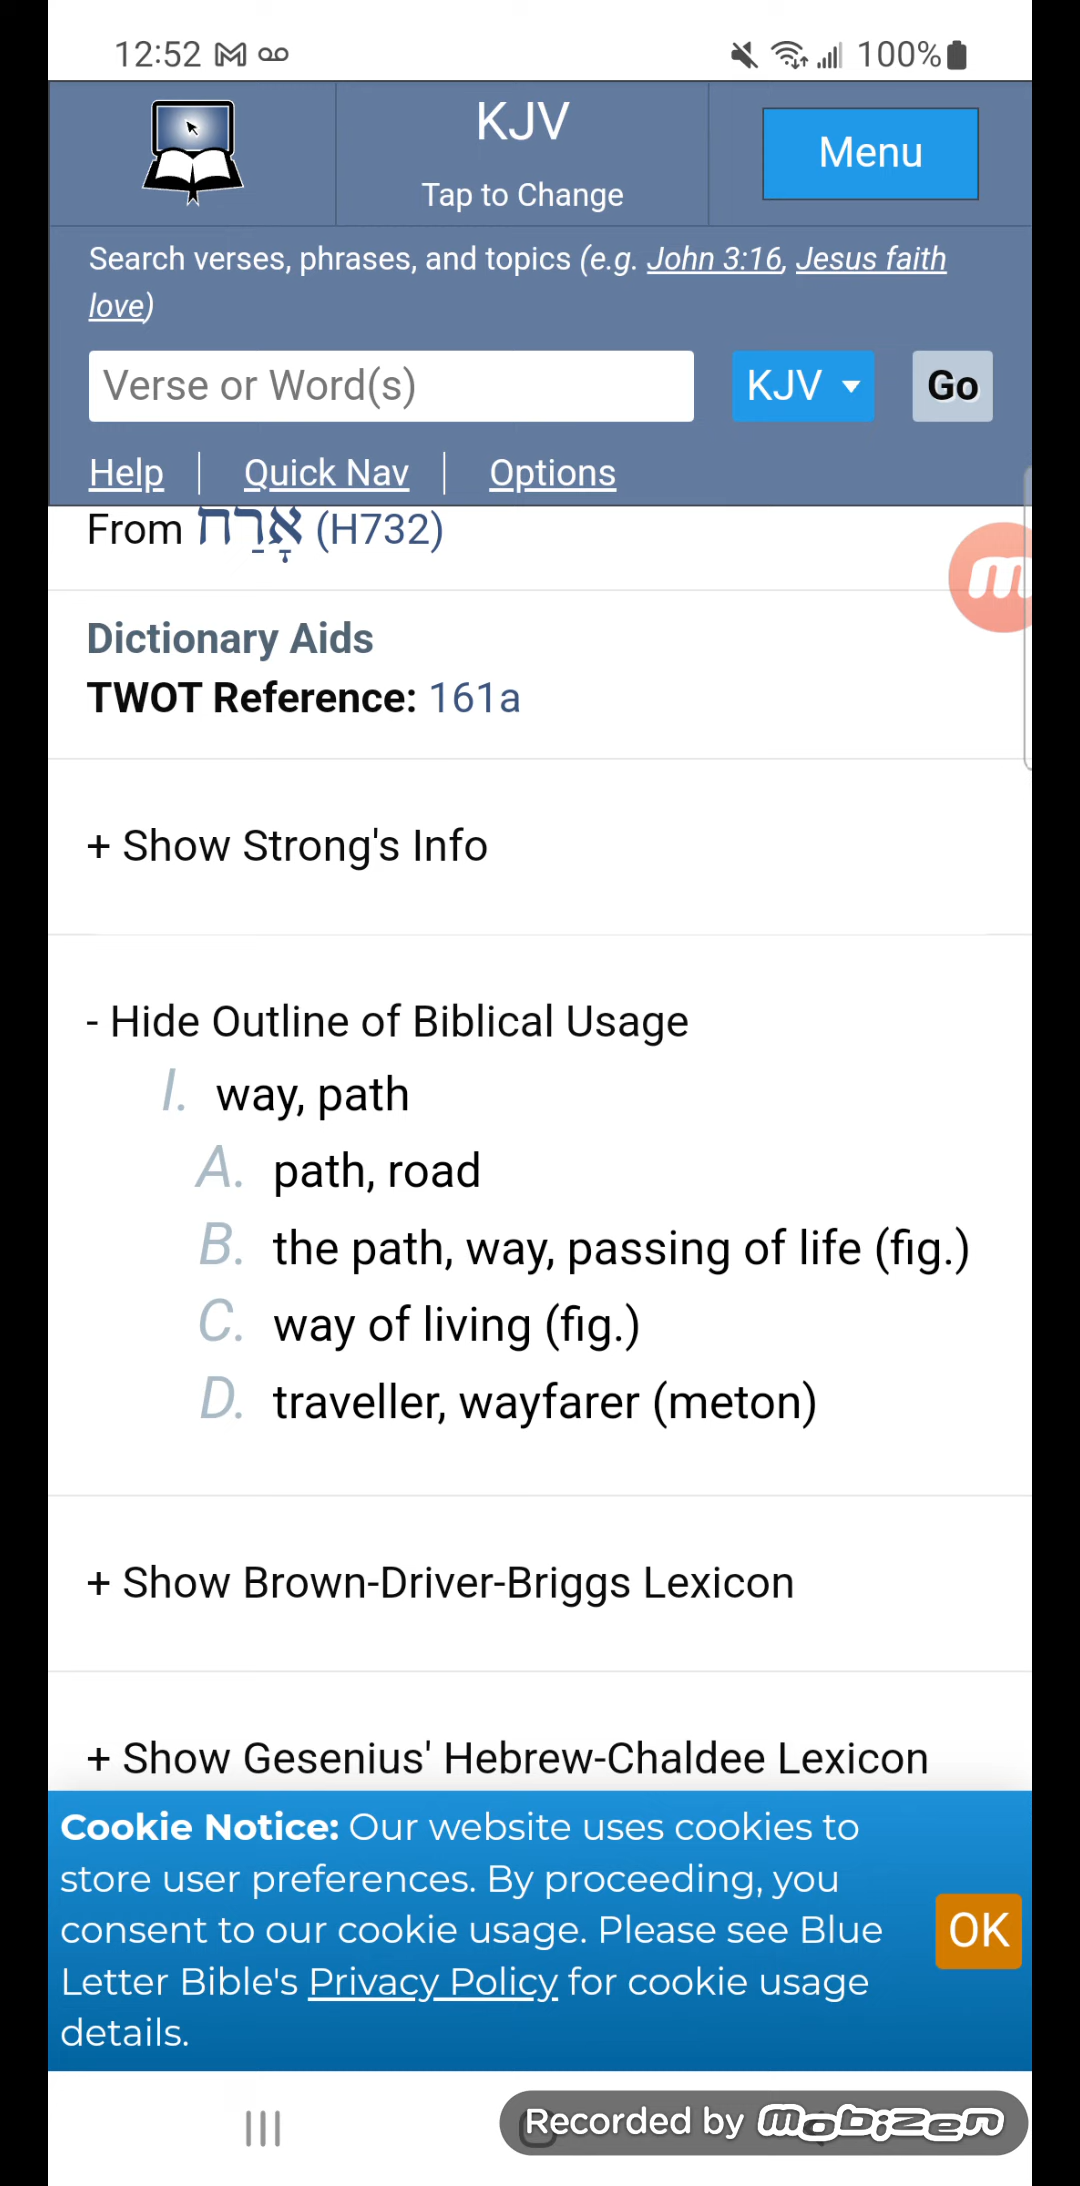 12:52
100%
KJV
Tap to Change
Menu
Search verses, phrases, and topics (e.g. John 3:16, Jesus faith
love)
Verse or Word(s)
KJV
Go
Help | Quick Nav | Options
From אָרַח (H732)
Dictionary Aids
TWOT Reference: 161a
+ Show Strong's Info
- Hide Outline of Biblical Usage
I. way, path
A. path, road
B. the path, way, passing of life (fig.)
C. way of living (fig.)
D. traveller, wayfarer (meton)
+ Show Brown-Driver-Briggs Lexicon
+ Show Gesenius' Hebrew-Chaldee Lexicon
Cookie Notice: Our website uses cookies to
store user preferences. By proceeding, you
consent to our cookie usage. Please see Blue
Letter Bible's Privacy Policy for cookie usage
details.
OK
Recorded by mobizen